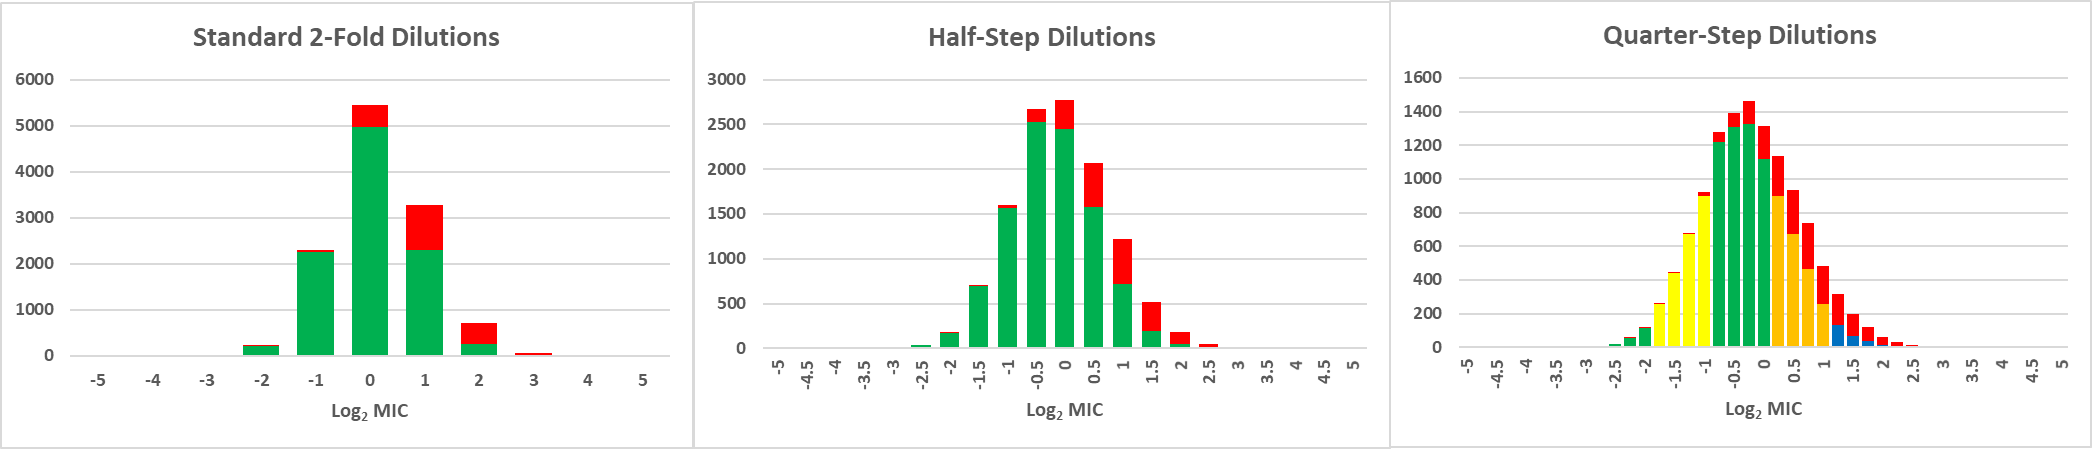 Standard 2-Fold Dilutions
6000
5000
4000
3000
2000
1000
0
-5 -4 -3 -2 -1 0 1 2 3 4 5
Log2 MIC
Half-Step Dilutions
3000
2500
2000
1500
1000
500
0
-5 -4.5 -4 -3.5 -3 -2.5 -2 -1.5 -1 -0.5 0 0.5 1 1.5 2 2.5 3 3.5 4 4.5 5
Log2 MIC
Quarter-Step Dilutions
1600
1400
1200
1000
800
600
400
200
0
-5 -4.5 -4 -3.5 -3 -2.5 -2 -1.5 -1 -0.5 0 0.5 1 1.5 2 2.5 3 3.5 4 4.5 5
Log2 MIC